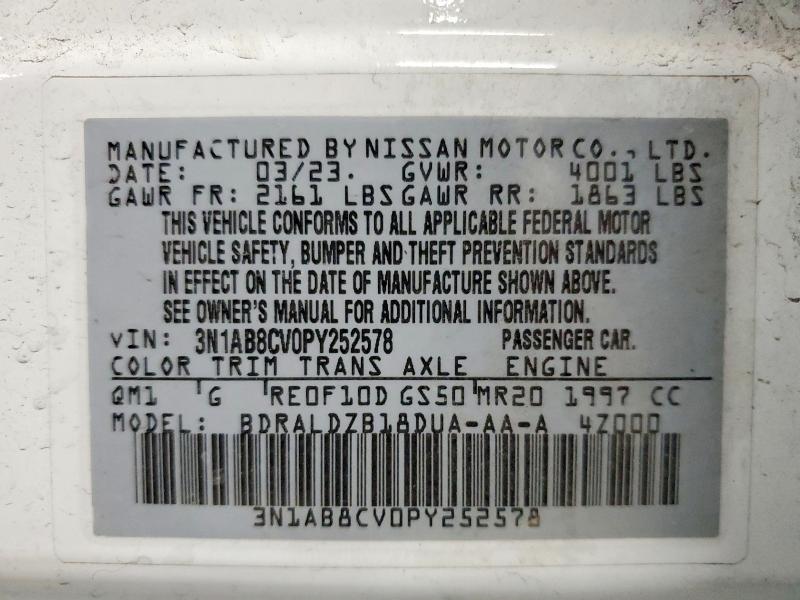 MANUFACTURED BY NISSAN MOTOR CO., LTD.
DATE: 03/23. GVWR: 4001 LBS
GAWR FR: 2161 LBS GAWR RR: 1863 LBS
THIS VEHICLE CONFORMS TO ALL APPLICABLE FEDERAL MOTOR
VEHICLE SAFETY, BUMPER AND THEFT PREVENTION STANDARDS
IN EFFECT ON THE DATE OF MANUFACTURE SHOWN ABOVE.
SEE OWNER'S MANUAL FOR ADDITIONAL INFORMATION.
VIN: 3N1AB8CV0PY252578 PASSENGER CAR.
COLOR TRIM TRANS AXLE ENGINE
QM1 G RE0F10D GS50 MR20 1997 CC
MODEL: BDRALDZB18DUA-AA-A 4Z000
3N1AB8CV0PY252578